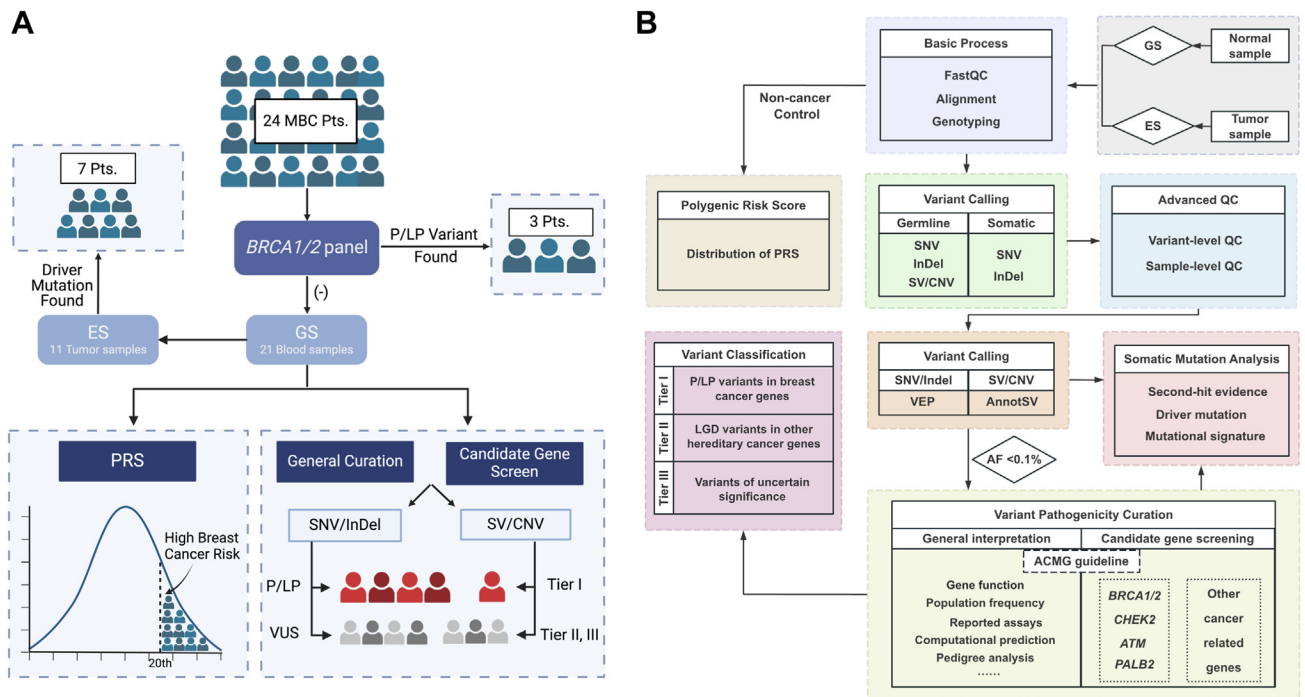 A
24 MBC Pts.
7 Pts.
BRCA1/2 panel
P/LP Variant
Found
3 Pts.
Driver
Mutation
Found
(-)
ES
11 Tumor samples
GS
21 Blood samples
PRS
High Breast
Cancer Risk
20th
General Curation
Candidate Gene
Screen
SNV/InDel
SV/CNV
P/LP
Tier I
VUS
Tier II, III
B
Basic Process
FastQC
Alignment
Genotyping
GS
Normal
sample
ES
Tumor
sample
Non-cancer
Control
Polygenic Risk Score
Distribution of PRS
Variant Calling
Germline
Somatic
SNV
InDel
SV/CNV
SNV
InDel
Advanced QC
Variant-level QC
Sample-level QC
Variant Classification
Tier I
P/LP variants in breast
cancer genes
Tier II
LGD variants in other
hereditary cancer genes
Tier III
Variants of uncertain
significance
Variant Calling
SNV/Indel
SV/CNV
VEP
AnnotSV
Somatic Mutation Analysis
Second-hit evidence
Driver mutation
Mutational signature
AF <0.1%
Variant Pathogenicity Curation
General interpretation
Candidate gene screening
ACMG guideline
Gene function
Population frequency
Reported assays
Computational prediction
Pedigree analysis
......
BRCA1/2
CHEK2
ATM
PALB2
Other
cancer
related
genes